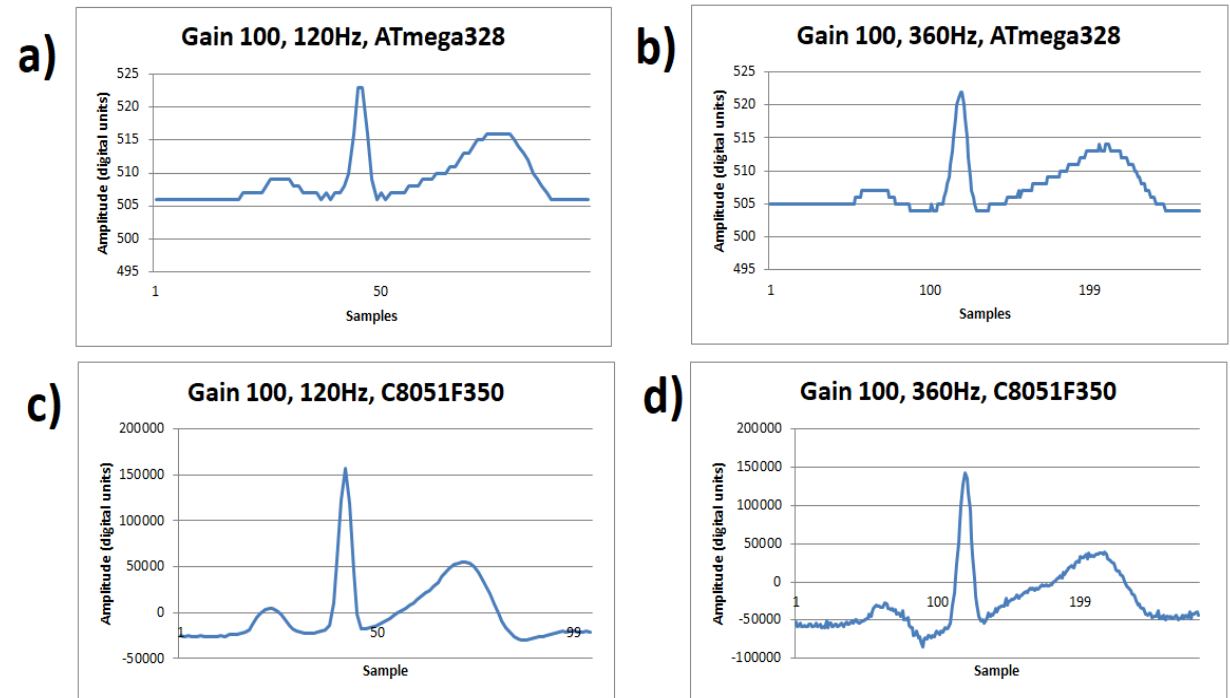 a)
Gain 100, 120Hz, ATmega328
Amplitude (digital units)
525
520
515
510
505
500
495
1 50
Samples
b)
Gain 100, 360Hz, ATmega328
Amplitude (digital units)
525
520
515
510
505
500
495
1 100 199
Samples
c)
Gain 100, 120Hz, C8051F350
Amplitude (digital units)
200000
150000
100000
50000
0
-50000
1 50 99
Sample
d)
Gain 100, 360Hz, C8051F350
Amplitude (digital units)
200000
150000
100000
50000
0
-50000
-100000
1 100 199
Sample